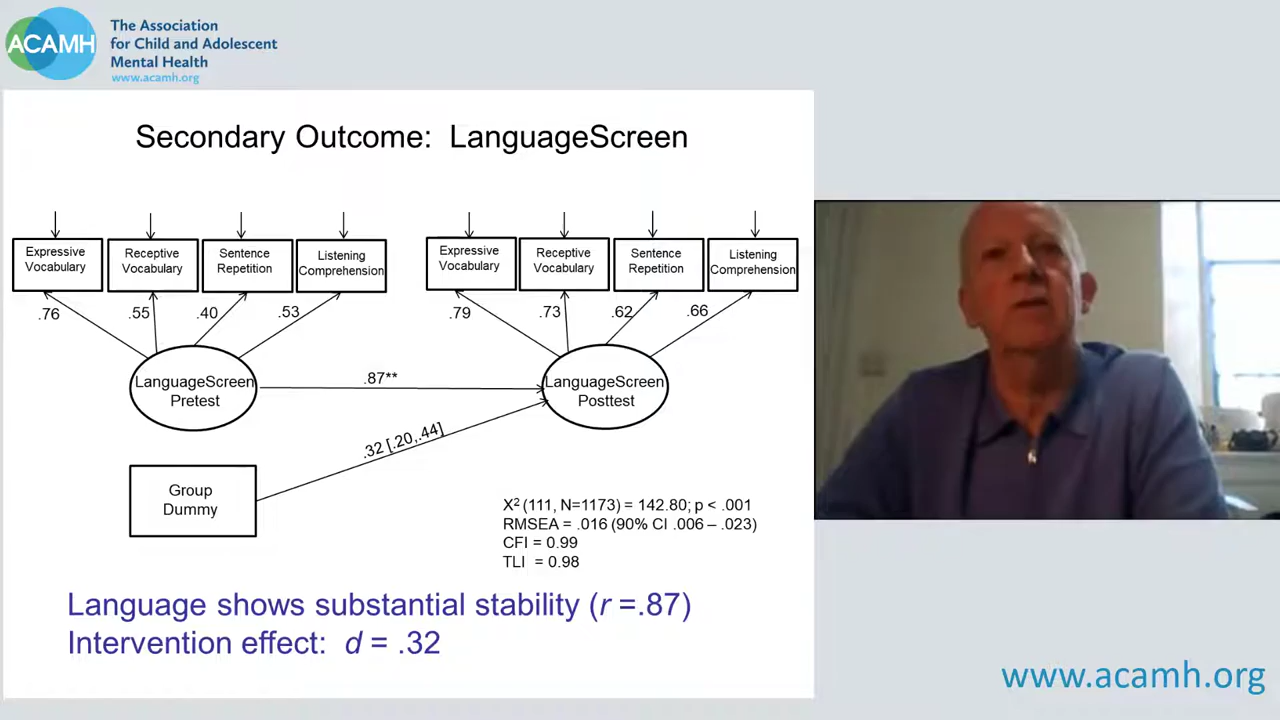 ACAMH
The Association
for Child and Adolescent
Mental Health
www.acamh.org
Secondary Outcome: LanguageScreen
Expressive
Vocabulary
Receptive
Vocabulary
Sentence
Repetition
Listening
Comprehension
Expressive
Vocabulary
Receptive
Vocabulary
Sentence
Repetition
Listening
Comprehension
.76
.55
.40
.53
.79
.73
.62
.66
LanguageScreen
Pretest
.87**
LanguageScreen
Posttest
.32 [.20,.44]
Group
Dummy
X² (111, N=1173) = 142.80; p < .001
RMSEA = .016 (90% CI .006 – .023)
CFI = 0.99
TLI = 0.98
Language shows substantial stability (r =.87)
Intervention effect: d = .32
www.acamh.org